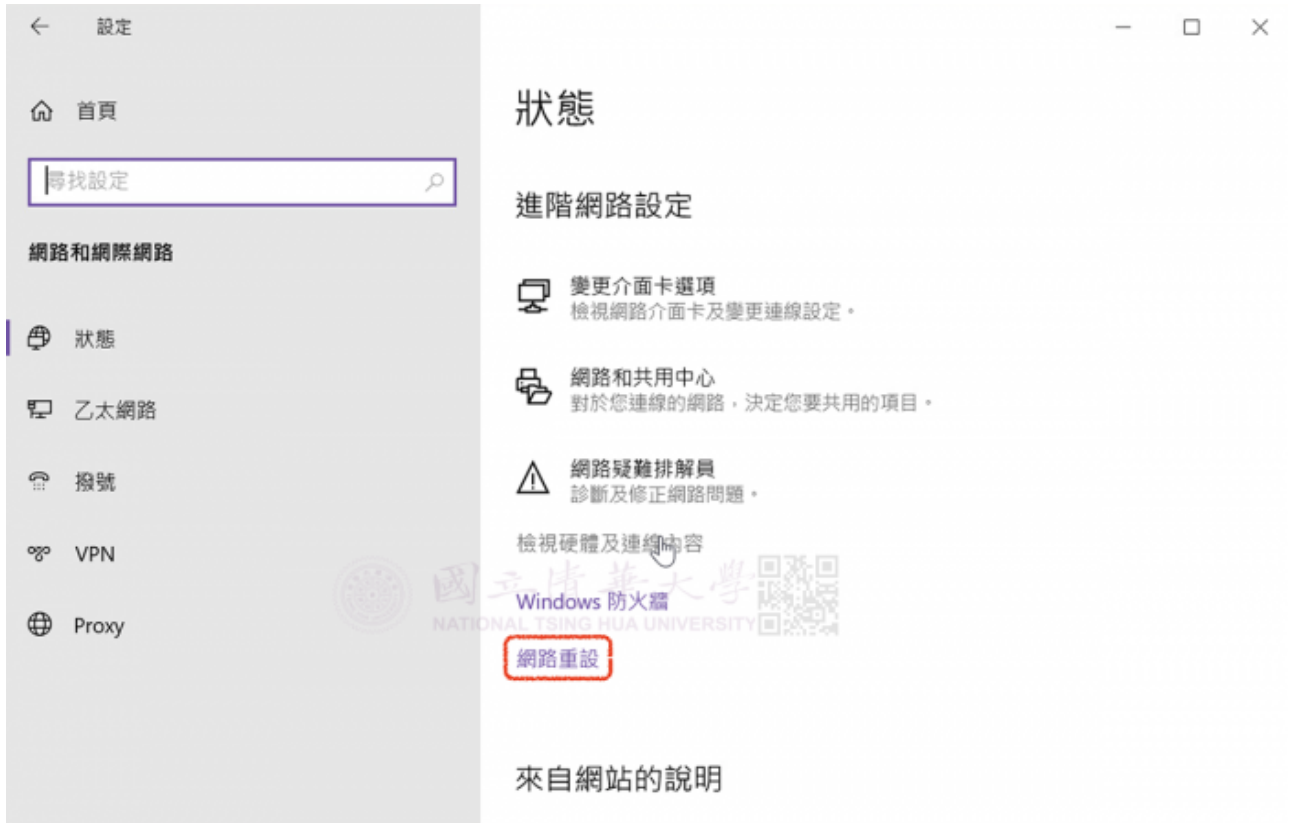 設定
首頁
尋找設定
網路和網際網路
狀態
乙太網路
撥號
VPN
Proxy
狀態
進階網路設定
變更介面卡選項
檢視網路介面卡及變更連線設定。
網路和共用中心
對於您連線的網路，決定您要共用的項目。
網路疑難排解員
診斷及修正網路問題。
檢視硬體及連線內容
國立清華大學
NATIONAL TSING HUA UNIVERSITY
Windows 防火牆
網路重設
來自網站的說明